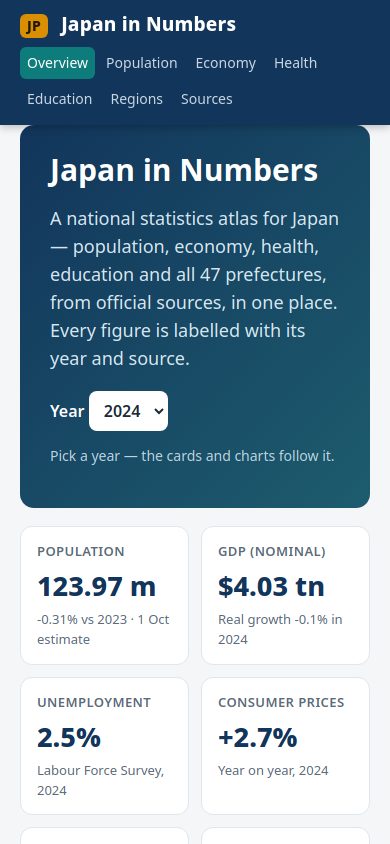 JP Japan in Numbers
Overview Population Economy Health
Education Regions Sources
Japan in Numbers
A national statistics atlas for Japan
— population, economy, health,
education and all 47 prefectures,
from official sources, in one place.
Every figure is labelled with its
year and source.
Year 2024
Pick a year — the cards and charts follow it.
POPULATION
123.97 m
-0.31% vs 2023 · 1 Oct
estimate
GDP (NOMINAL)
$4.03 tn
Real growth -0.1% in
2024
UNEMPLOYMENT
2.5%
Labour Force Survey,
2024
CONSUMER PRICES
+2.7%
Year on year, 2024